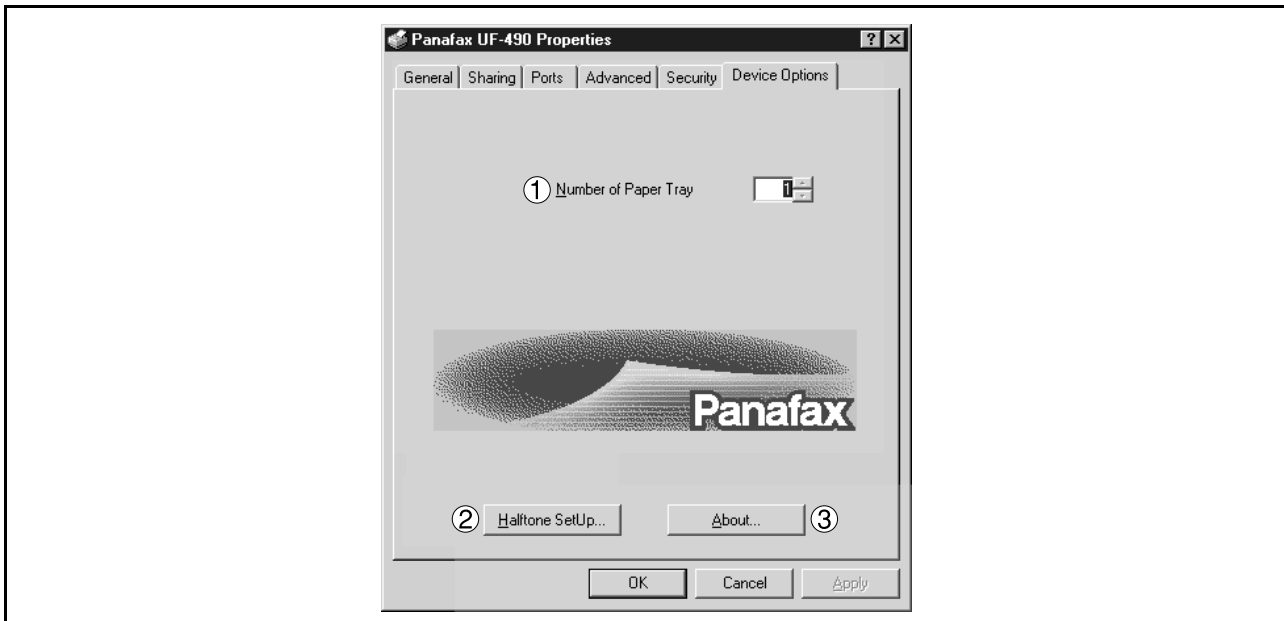 Panafax UF-490 Properties
General Sharing Ports Advanced Security Device Options
① Number of Paper Tray 1
Panafax
② Halftone SetUp... About... ③
OK Cancel Apply